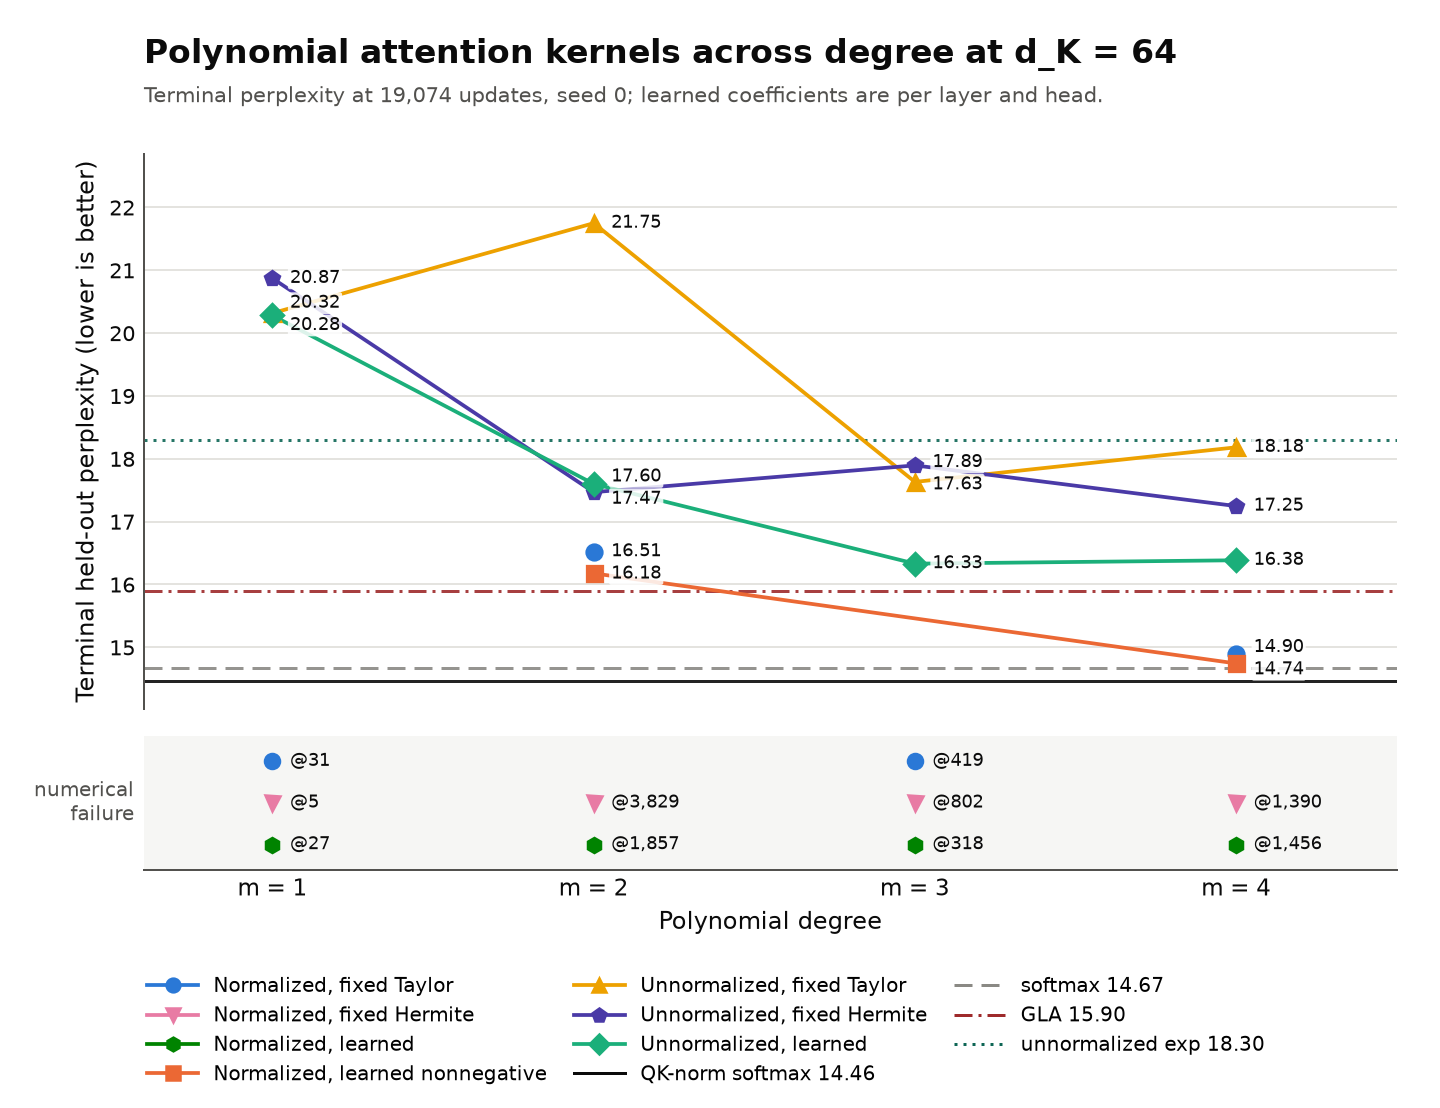 Polynomial attention kernels across degree at d_K = 64
Terminal perplexity at 19,074 updates, seed 0; learned coefficients are per layer and head.
Terminal held-out perplexity (lower is better)
22
21
20
19
18
17
16
15
20.87
20.32
20.28
21.75
17.60
17.47
16.51
16.18
17.89
17.63
16.33
18.18
17.25
16.38
14.90
14.74
numerical
failure
@31
@419
@5
@3,829
@802
@1,390
@27
@1,857
@318
@1,456
m = 1
m = 2
m = 3
m = 4
Polynomial degree
Normalized, fixed Taylor
Normalized, fixed Hermite
Normalized, learned
Normalized, learned nonnegative
Unnormalized, fixed Taylor
Unnormalized, fixed Hermite
Unnormalized, learned
QK-norm softmax 14.46
softmax 14.67
GLA 15.90
unnormalized exp 18.30